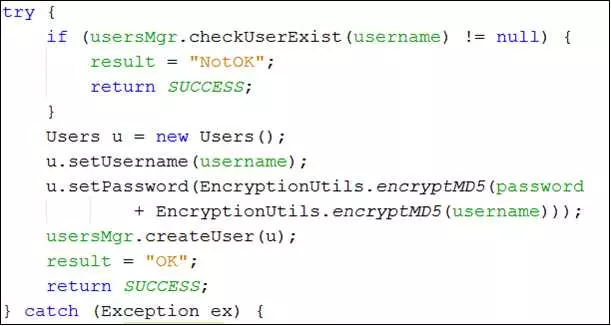 try {
if (usersMgr.checkUserExist(username) != null) {
result = "NotOK";
return SUCCESS;
}
Users u = new Users();
u.setUsername(username);
u.setPassword(EncryptionUtils.encryptMD5(password
+ EncryptionUtils.encryptMD5(username)));
usersMgr.createUser(u);
result = "OK";
return SUCCESS;
} catch (Exception ex) {